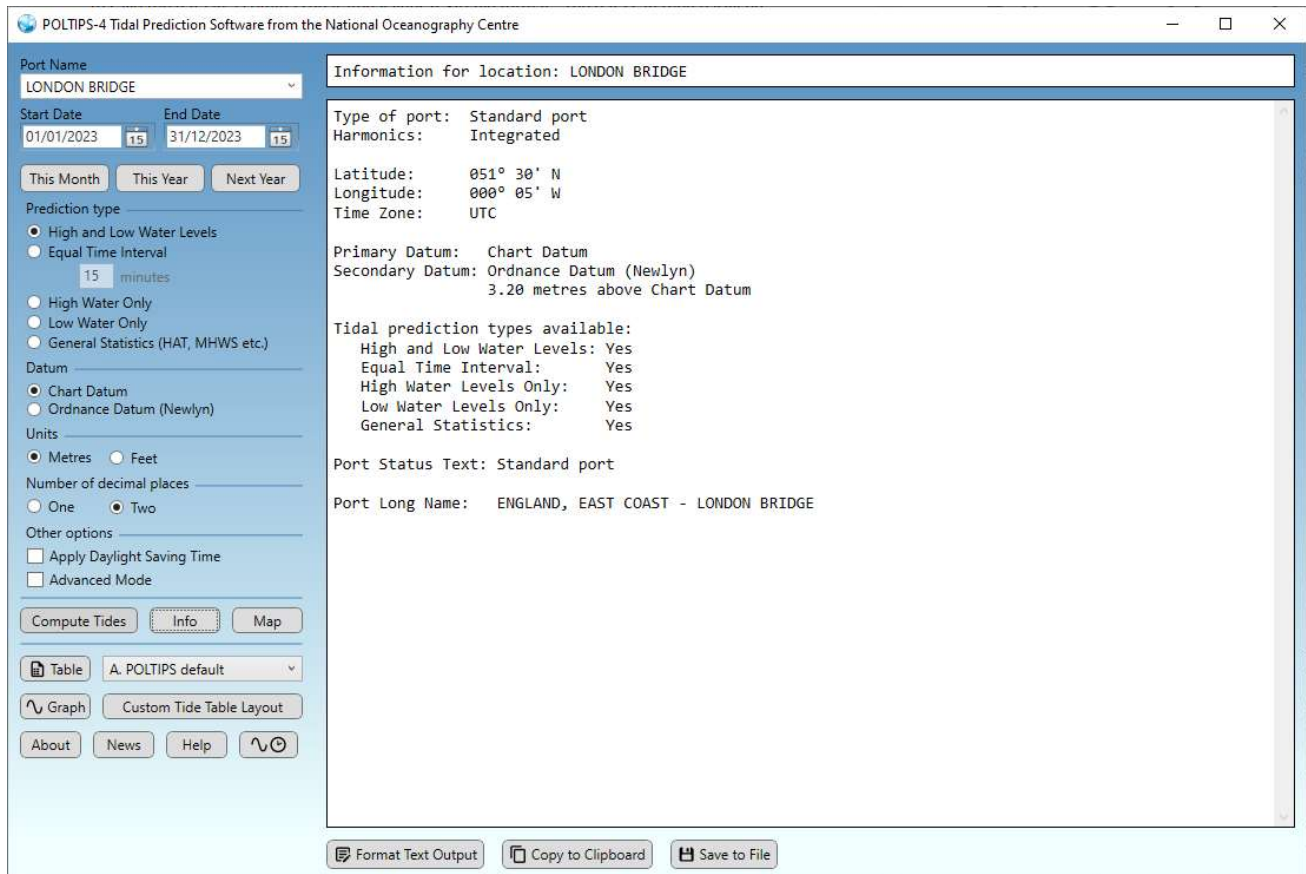 POLTIPS-4 Tidal Prediction Software from the National Oceanography Centre
Port Name
LONDON BRIDGE
Start Date End Date
01/01/2023 15 31/12/2023 15
This Month This Year Next Year
Prediction type
High and Low Water Levels
Equal Time Interval
15 minutes
High Water Only
Low Water Only
General Statistics (HAT, MHWS etc.)
Datum
Chart Datum
Ordnance Datum (Newlyn)
Units
Metres Feet
Number of decimal places
One Two
Other options
Apply Daylight Saving Time
Advanced Mode
Compute Tides Info Map
Table A. POLTIPS default
Graph Custom Tide Table Layout
About News Help
Information for location: LONDON BRIDGE
Type of port: Standard port
Harmonics: Integrated
Latitude: 051° 30' N
Longitude: 000° 05' W
Time Zone: UTC
Primary Datum: Chart Datum
Secondary Datum: Ordnance Datum (Newlyn)
3.20 metres above Chart Datum
Tidal prediction types available:
High and Low Water Levels: Yes
Equal Time Interval: Yes
High Water Levels Only: Yes
Low Water Levels Only: Yes
General Statistics: Yes
Port Status Text: Standard port
Port Long Name: ENGLAND, EAST COAST - LONDON BRIDGE
Format Text Output Copy to Clipboard Save to File